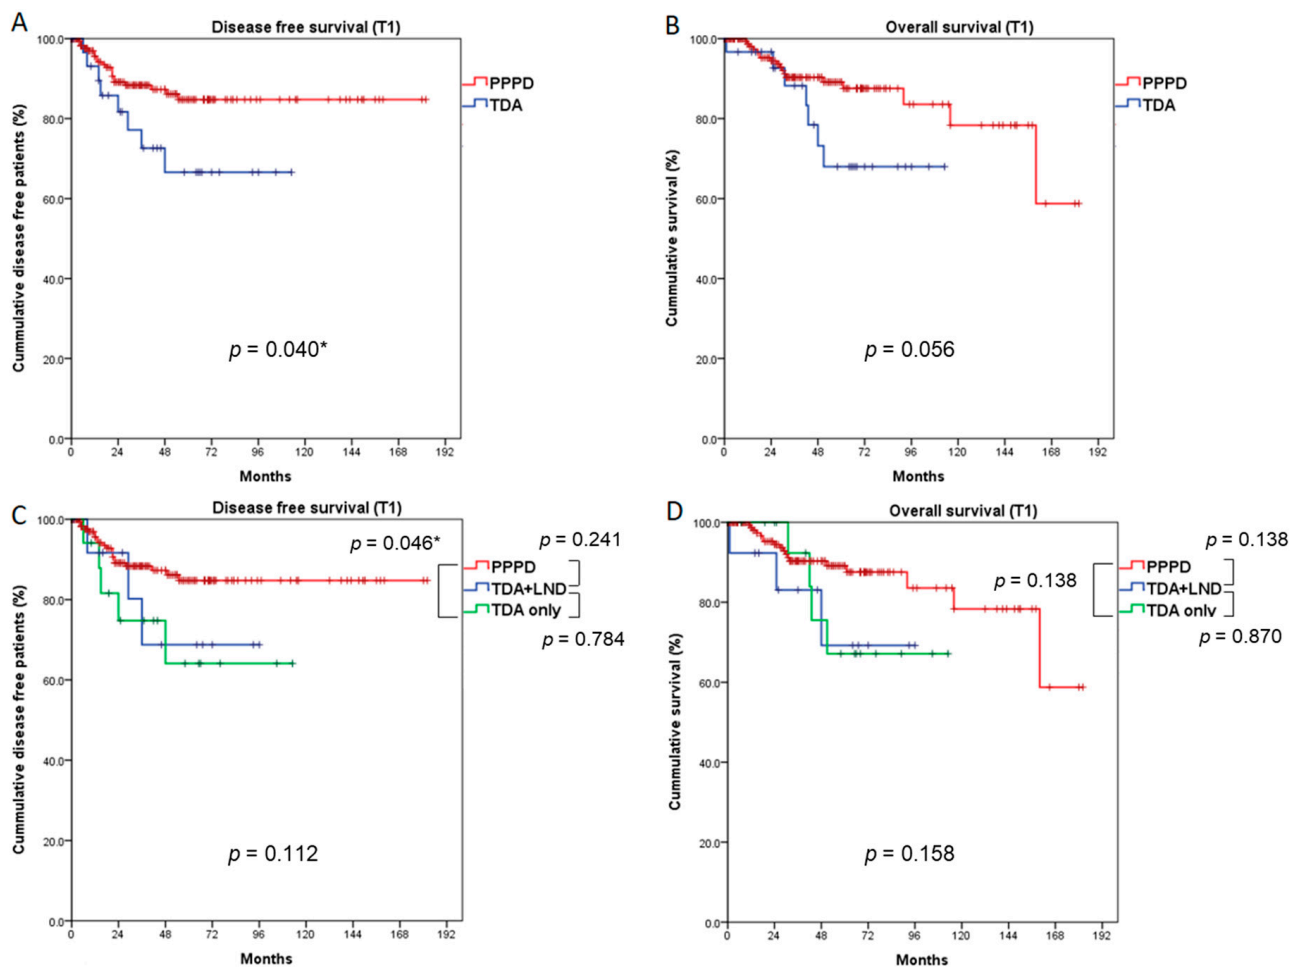 A
Disease free survival (T1)
Cummulative disease free patients (%)
100.0
80.0
60.0
40.0
20.0
0.0
PPPD
TDA
p = 0.040*
0 24 48 72 96 120 144 168 192
Months
B
Overall survival (T1)
Cummulative survival (%)
100.0
80.0
60.0
40.0
20.0
0.0
PPPD
TDA
p = 0.056
0 24 48 72 96 120 144 168 192
Months
C
Disease free survival (T1)
Cummulative disease free patients (%)
100.0
80.0
60.0
40.0
20.0
0.0
p = 0.046*
p = 0.241
PPPD
TDA+LND
TDA only
p = 0.784
p = 0.112
0 24 48 72 96 120 144 168 192
Months
D
Overall survival (T1)
Cummulative survival (%)
100.0
80.0
60.0
40.0
20.0
0.0
p = 0.138
p = 0.138
PPPD
TDA+LND
TDA only
p = 0.870
p = 0.158
0 24 48 72 96 120 144 168 192
Months